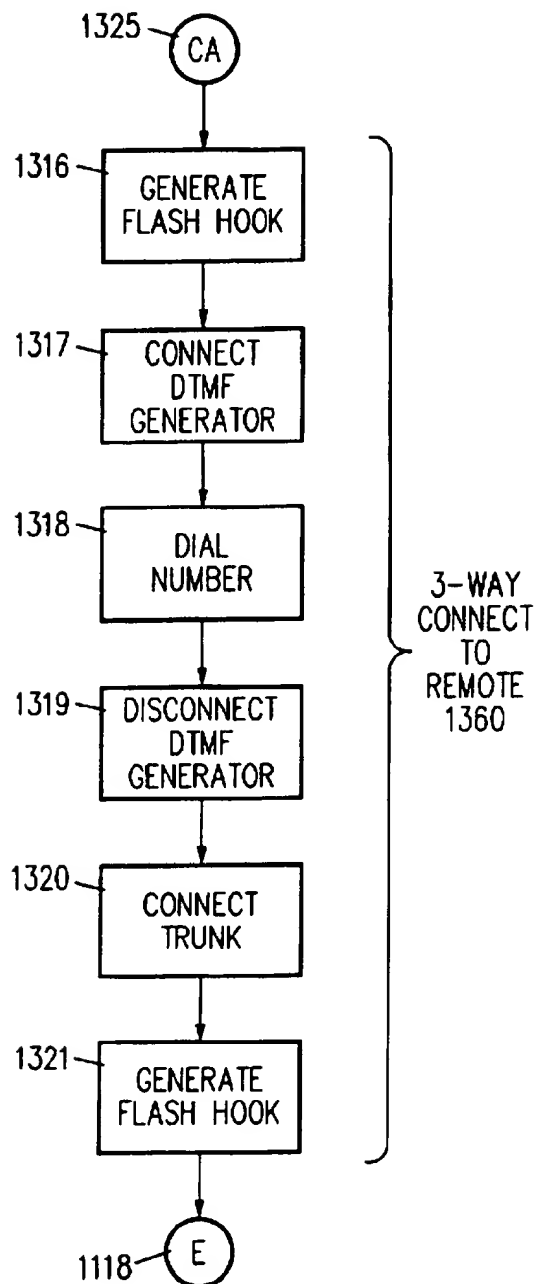 1325
CA
1316
GENERATE
FLASH HOOK
1317
CONNECT
DTMF
GENERATOR
1318
DIAL
NUMBER
3-WAY
CONNECT
TO
REMOTE
1360
1319
DISCONNECT
DTMF
GENERATOR
1320
CONNECT
TRUNK
1321
GENERATE
FLASH HOOK
1118
E